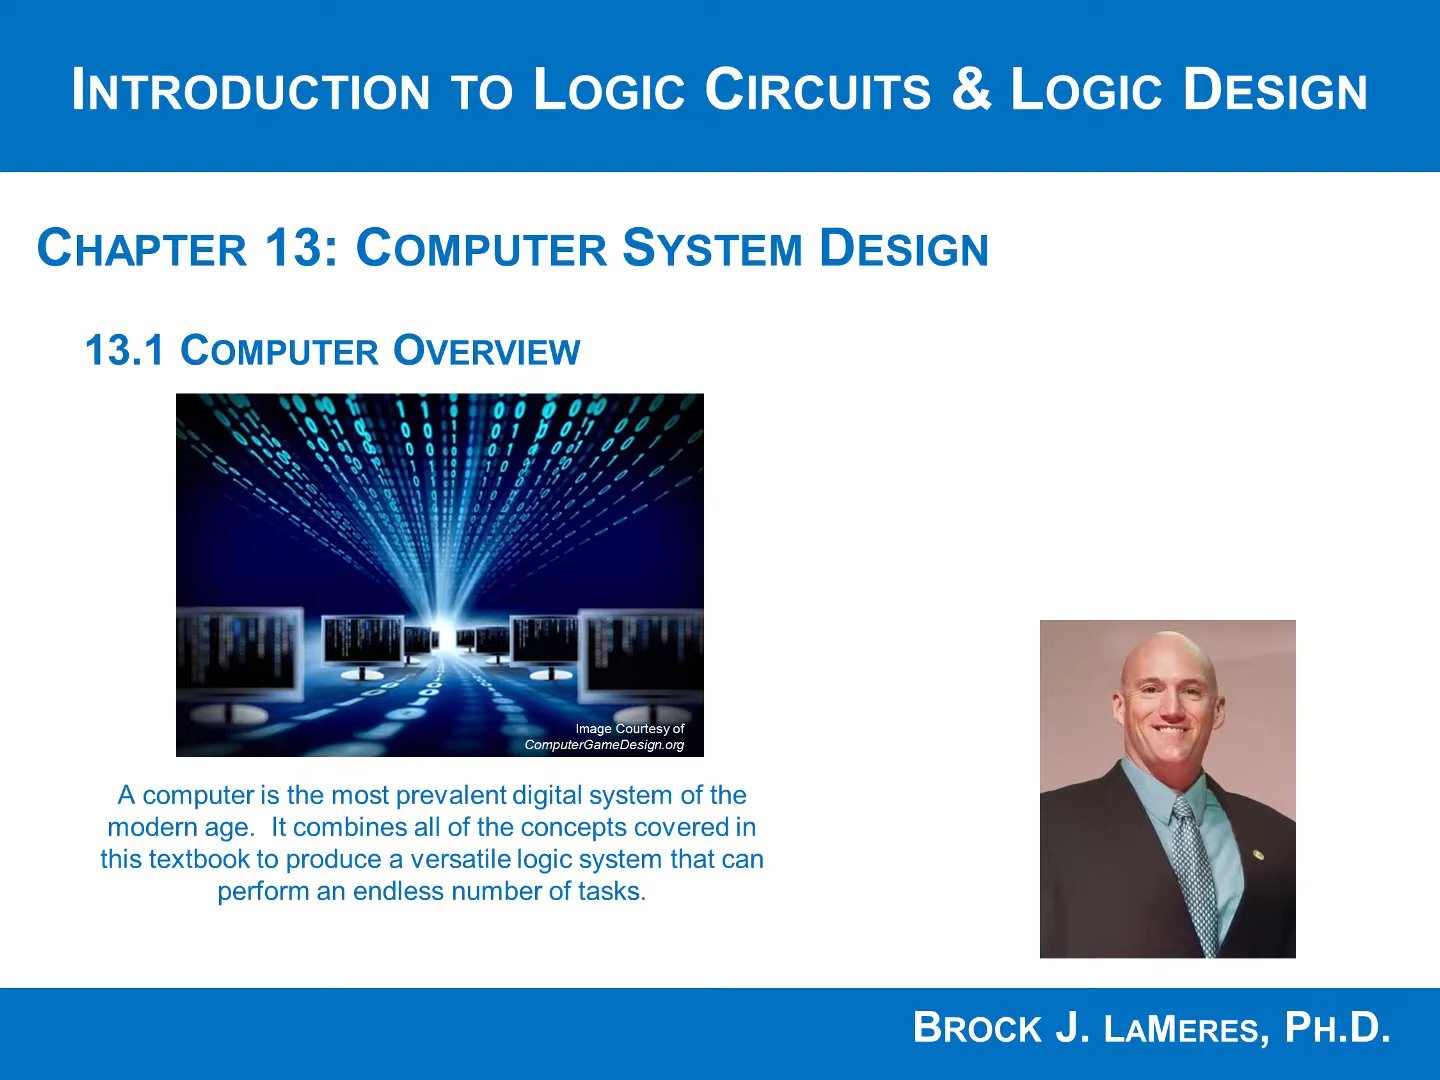 INTRODUCTION TO LOGIC CIRCUITS & LOGIC DESIGN
CHAPTER 13: COMPUTER SYSTEM DESIGN
13.1 COMPUTER OVERVIEW
Image Courtesy of
ComputerGameDesign.org
A computer is the most prevalent digital system of the
modern age.  It combines all of the concepts covered in
this textbook to produce a versatile logic system that can
perform an endless number of tasks.
BROCK J. LAMERES, PH.D.